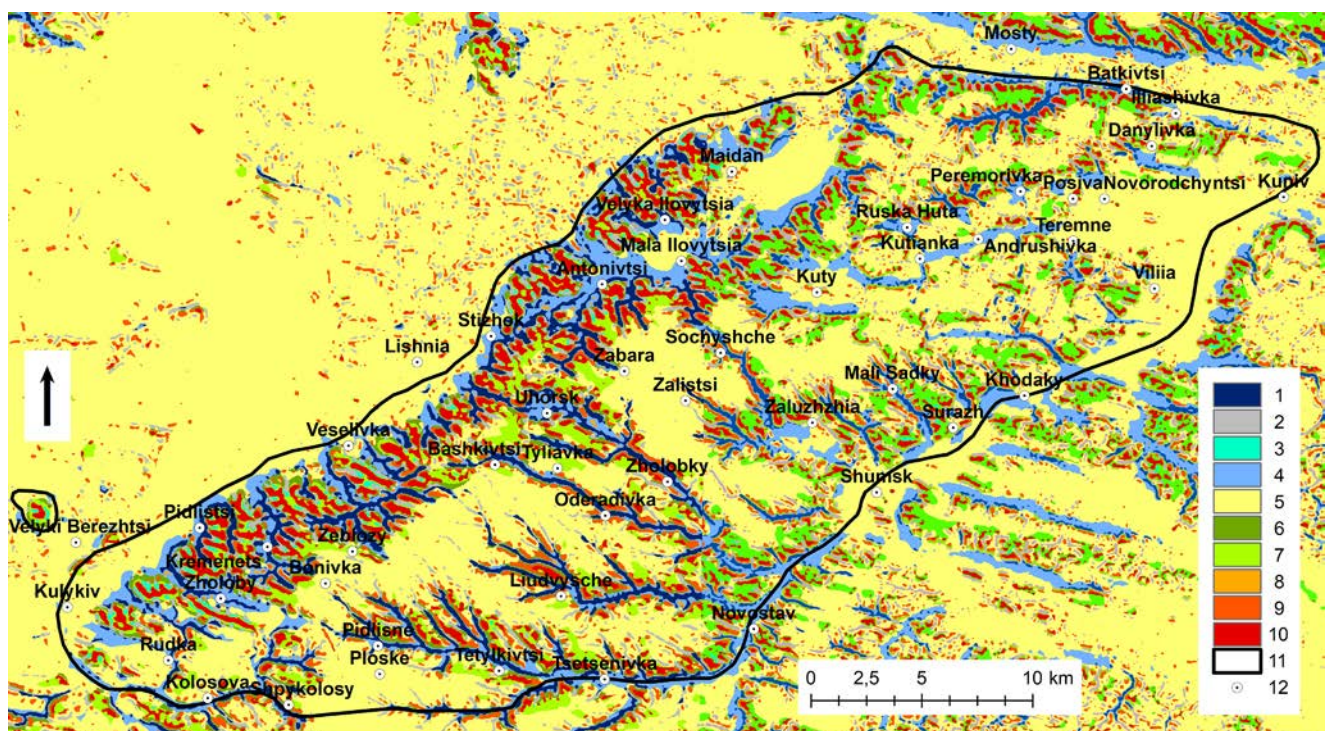 Mosty
Batkivtsi
Illiashivka
Danylivka
Maidan
Peremorivka
Posiva
Novorodchyntsi
Kuniv
Velyka Ilovytsia
Ruska Huta
Teremne
Mala Ilovytsia
Kutianka
Andrushivka
Antonivtsi
Kuty
Viliia
Stizhok
Sochyshche
Lishnia
Zabara
Mali Sadky
Khodaky
Zalistsi
Uhorsk
Zaluzhzhia
Surazh
Veselivka
Bashkivtsi
Tyliavka
Zholobky
Shumsk
Oderadivka
Pidlistsi
Velyki Berezhtsi
Zeblozy
Kremenets
Bonivka
Zholoby
Liudvysche
Kulykiv
Novostav
Pidlisne
Rudka
Ploske
Tetylkivtsi
Tsetsenivka
Kolosova
Shpykolosy
1
2
3
4
5
6
7
8
9
10
11
12
0 2,5 5 10 km